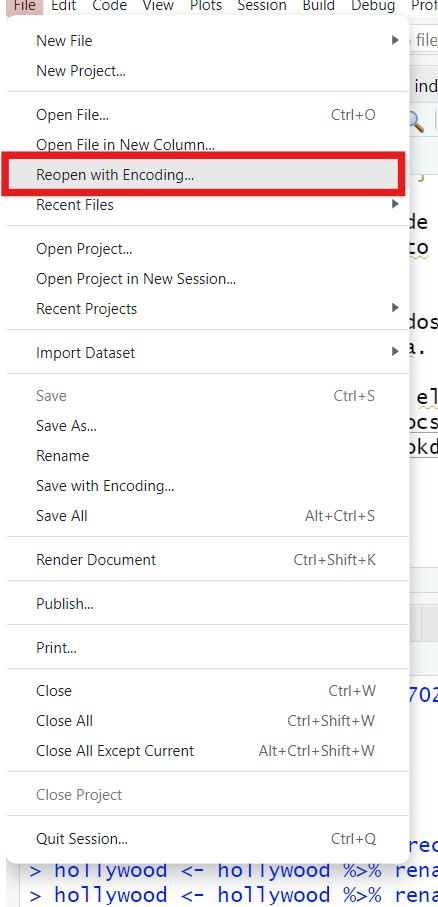 File Edit Code View Plots Session Build Debug Prof
New File
file
New Project...
ind
Open File... Ctrl+O
Open File in New Column...
Reopen with Encoding...
Recent Files
de
Open Project...
to
Open Project in New Session...
Recent Projects
dos
Import Dataset
a.
Save Ctrl+S
el
Save As...
ocs
Rename
okd
Save with Encoding...
Save All Alt+Ctrl+S
Render Document Ctrl+Shift+K
Publish...
Print...
Close Ctrl+W
702
Close All Ctrl+Shift+W
Close All Except Current Alt+Ctrl+Shift+W
Close Project
Quit Session... Ctrl+Q
rec
> hollywood <- hollywood %>% rena
> hollywood <- hollywood %>% rena